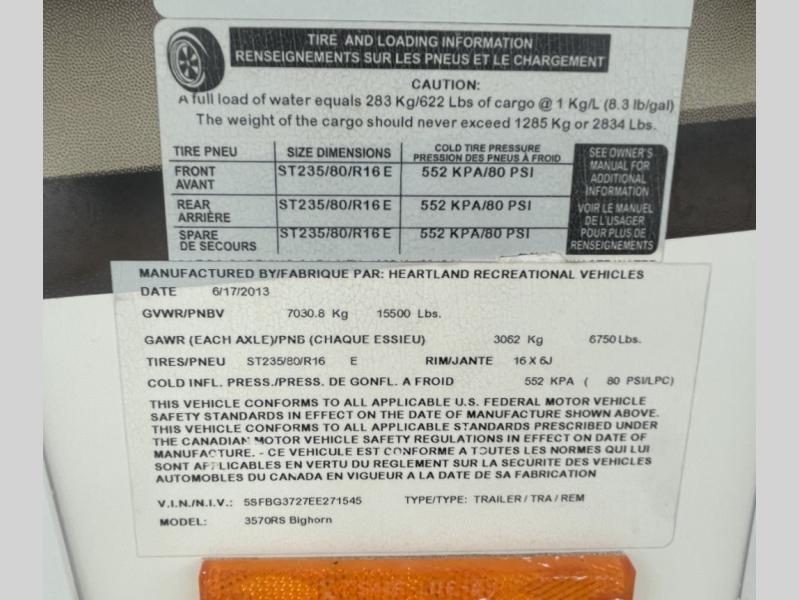 TIRE AND LOADING INFORMATION
RENSEIGNEMENTS SUR LES PNEUS ET LE CHARGEMENT
CAUTION:
A full load of water equals 283 Kg/622 Lbs of cargo @ 1 Kg/L (8.3 lb/gal)
The weight of the cargo should never exceed 1285 Kg or 2834 Lbs.
TIRE PNEU SIZE DIMENSIONS COLD TIRE PRESSURE
PRESSION DES PNEUS À FROID
FRONT
AVANT
ST235/80/R16 E 552 KPA/80 PSI
REAR
ARRIÈRE
ST235/80/R16 E 552 KPA/80 PSI
SPARE
DE SECOURS
ST235/80/R16 E 552 KPA/80 PSI
SEE OWNER'S
MANUAL FOR
ADDITIONAL
INFORMATION
VOIR LE MANUEL
DE L'USAGER
POUR PLUS DE
RENSEIGNEMENTS
MANUFACTURED BY/FABRIQUE PAR: HEARTLAND RECREATIONAL VEHICLES
DATE 6/17/2013
GVWR/PNBV 7030.8 Kg 15500 Lbs.
GAWR (EACH AXLE)/PNB (CHAQUE ESSIEU) 3062 Kg 6750 Lbs.
TIRES/PNEU ST235/80/R16 E RIM/JANTE 16 X 6J
COLD INFL. PRESS./PRESS. DE GONFL. A FROID 552 KPA ( 80 PSI/LPC)
THIS VEHICLE CONFORMS TO ALL APPLICABLE U.S. FEDERAL MOTOR VEHICLE
SAFETY STANDARDS IN EFFECT ON THE DATE OF MANUFACTURE SHOWN ABOVE.
THIS VEHICLE CONFORMS TO ALL APPLICABLE STANDARDS PRESCRIBED UNDER
THE CANADIAN MOTOR VEHICLE SAFETY REGULATIONS IN EFFECT ON DATE OF
MANUFACTURE. - CE VEHICULE EST CONFORME A TOUTES LES NORMES QUI LUI
SONT APPLICABLES EN VERTU DU REGLEMENT SUR LA SECURITE DES VEHICLES
AUTOMOBILES DU CANADA EN VIGUEUR A LA DATE DE SA FABRICATION
V.I.N./N.I.V.: 5SFBG3727EE271545 TYPE/TYPE: TRAILER / TRA / REM
MODEL: 3570RS Bighorn